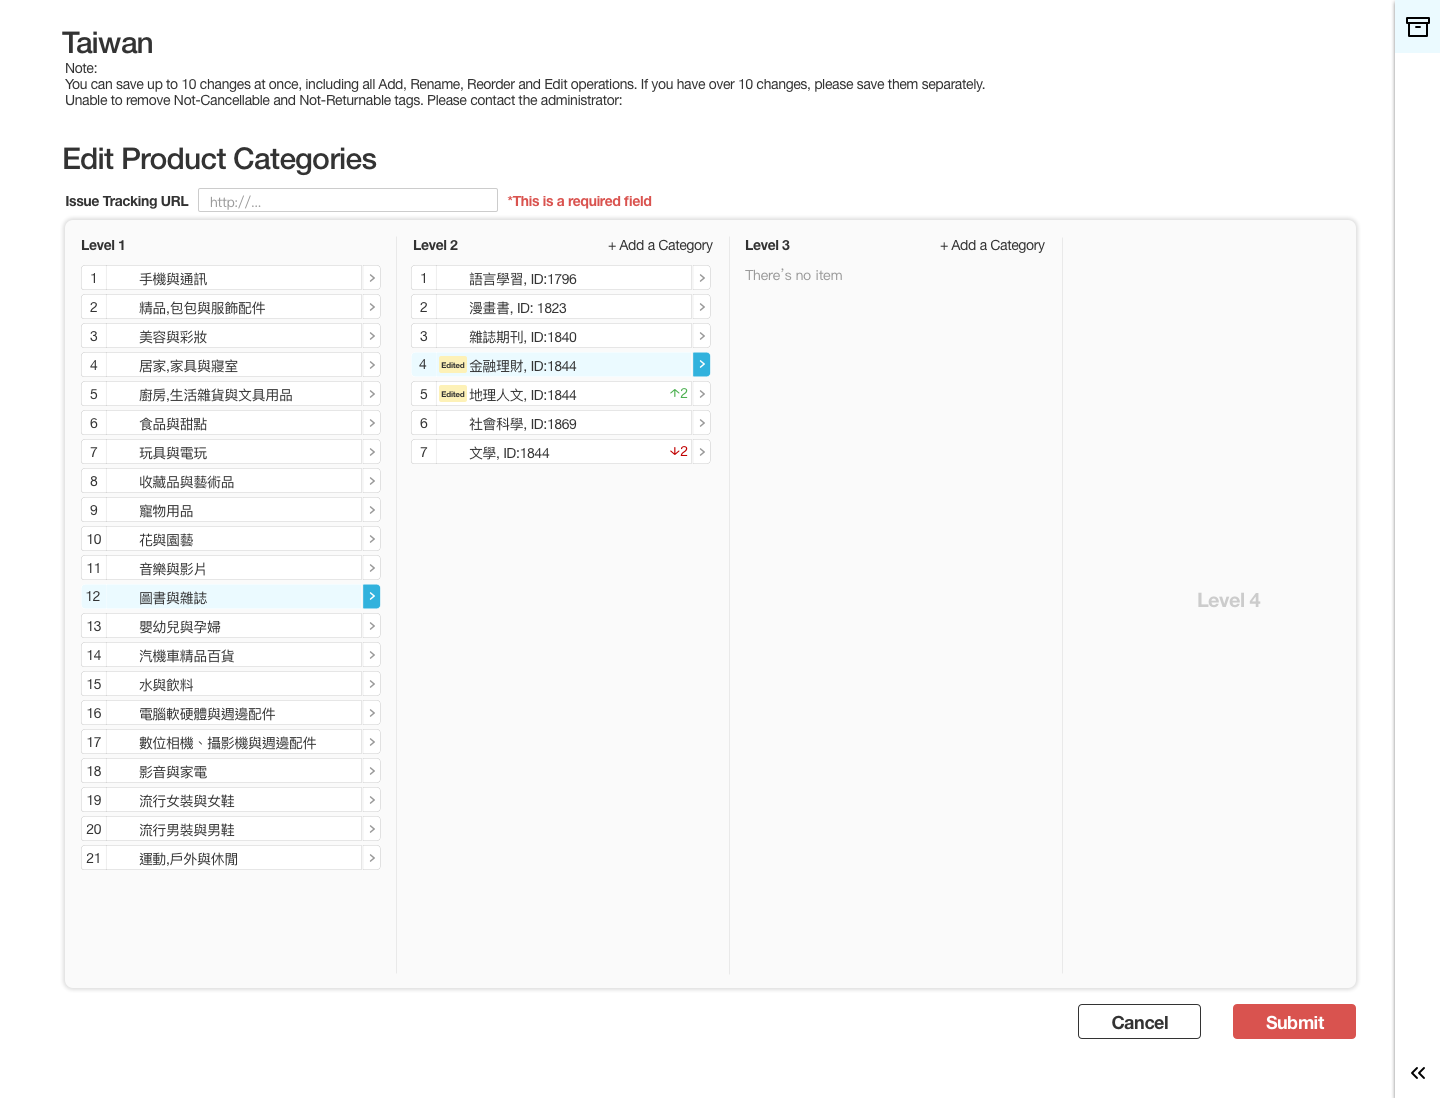 Taiwan
Note:
You can save up to 10 changes at once, including all Add, Rename, Reorder and Edit operations. If you have over 10 changes, please save them separately.
Unable to remove Not-Cancellable and Not-Returnable tags. Please contact the administrator:
Edit Product Categories
Issue Tracking URL http://... *This is a required field
Level 1
1 手機與通訊
2 精品,包包與服飾配件
3 美容與彩妝
4 居家,家具與寢室
5 廚房,生活雜貨與文具用品
6 食品與甜點
7 玩具與電玩
8 收藏品與藝術品
9 寵物用品
10 花與園藝
11 音樂與影片
12 圖書與雜誌
13 嬰幼兒與孕婦
14 汽機車精品百貨
15 水與飲料
16 電腦軟硬體與週邊配件
17 數位相機、攝影機與週邊配件
18 影音與家電
19 流行女裝與女鞋
20 流行男裝與男鞋
21 運動,戶外與休閒
Level 2 + Add a Category
1 語言學習, ID:1796
2 漫畫書, ID: 1823
3 雜誌期刊, ID:1840
4 Edited 金融理財, ID:1844
5 Edited 地理人文, ID:1844 ↑2
6 社會科學, ID:1869
7 文學, ID:1844 ↓2
Level 3 + Add a Category
There's no item
Level 4
Cancel Submit